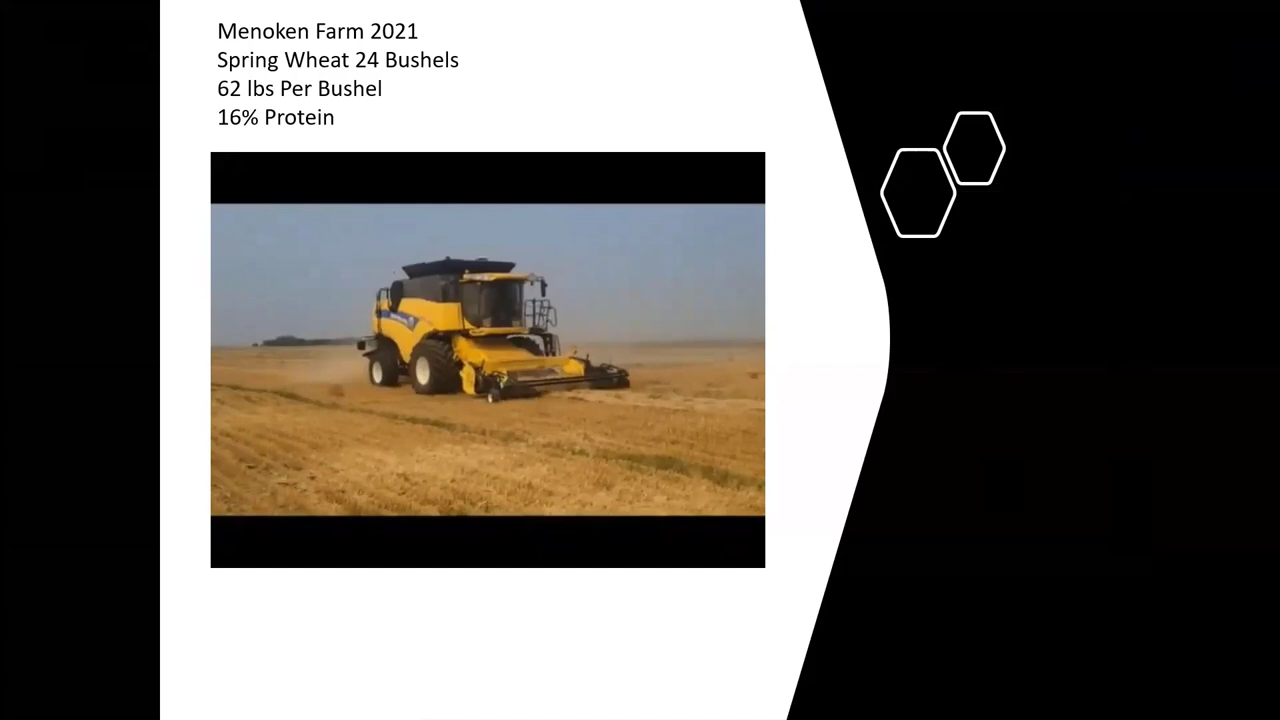 Menoken Farm 2021
Spring Wheat 24 Bushels
62 lbs Per Bushel
16% Protein